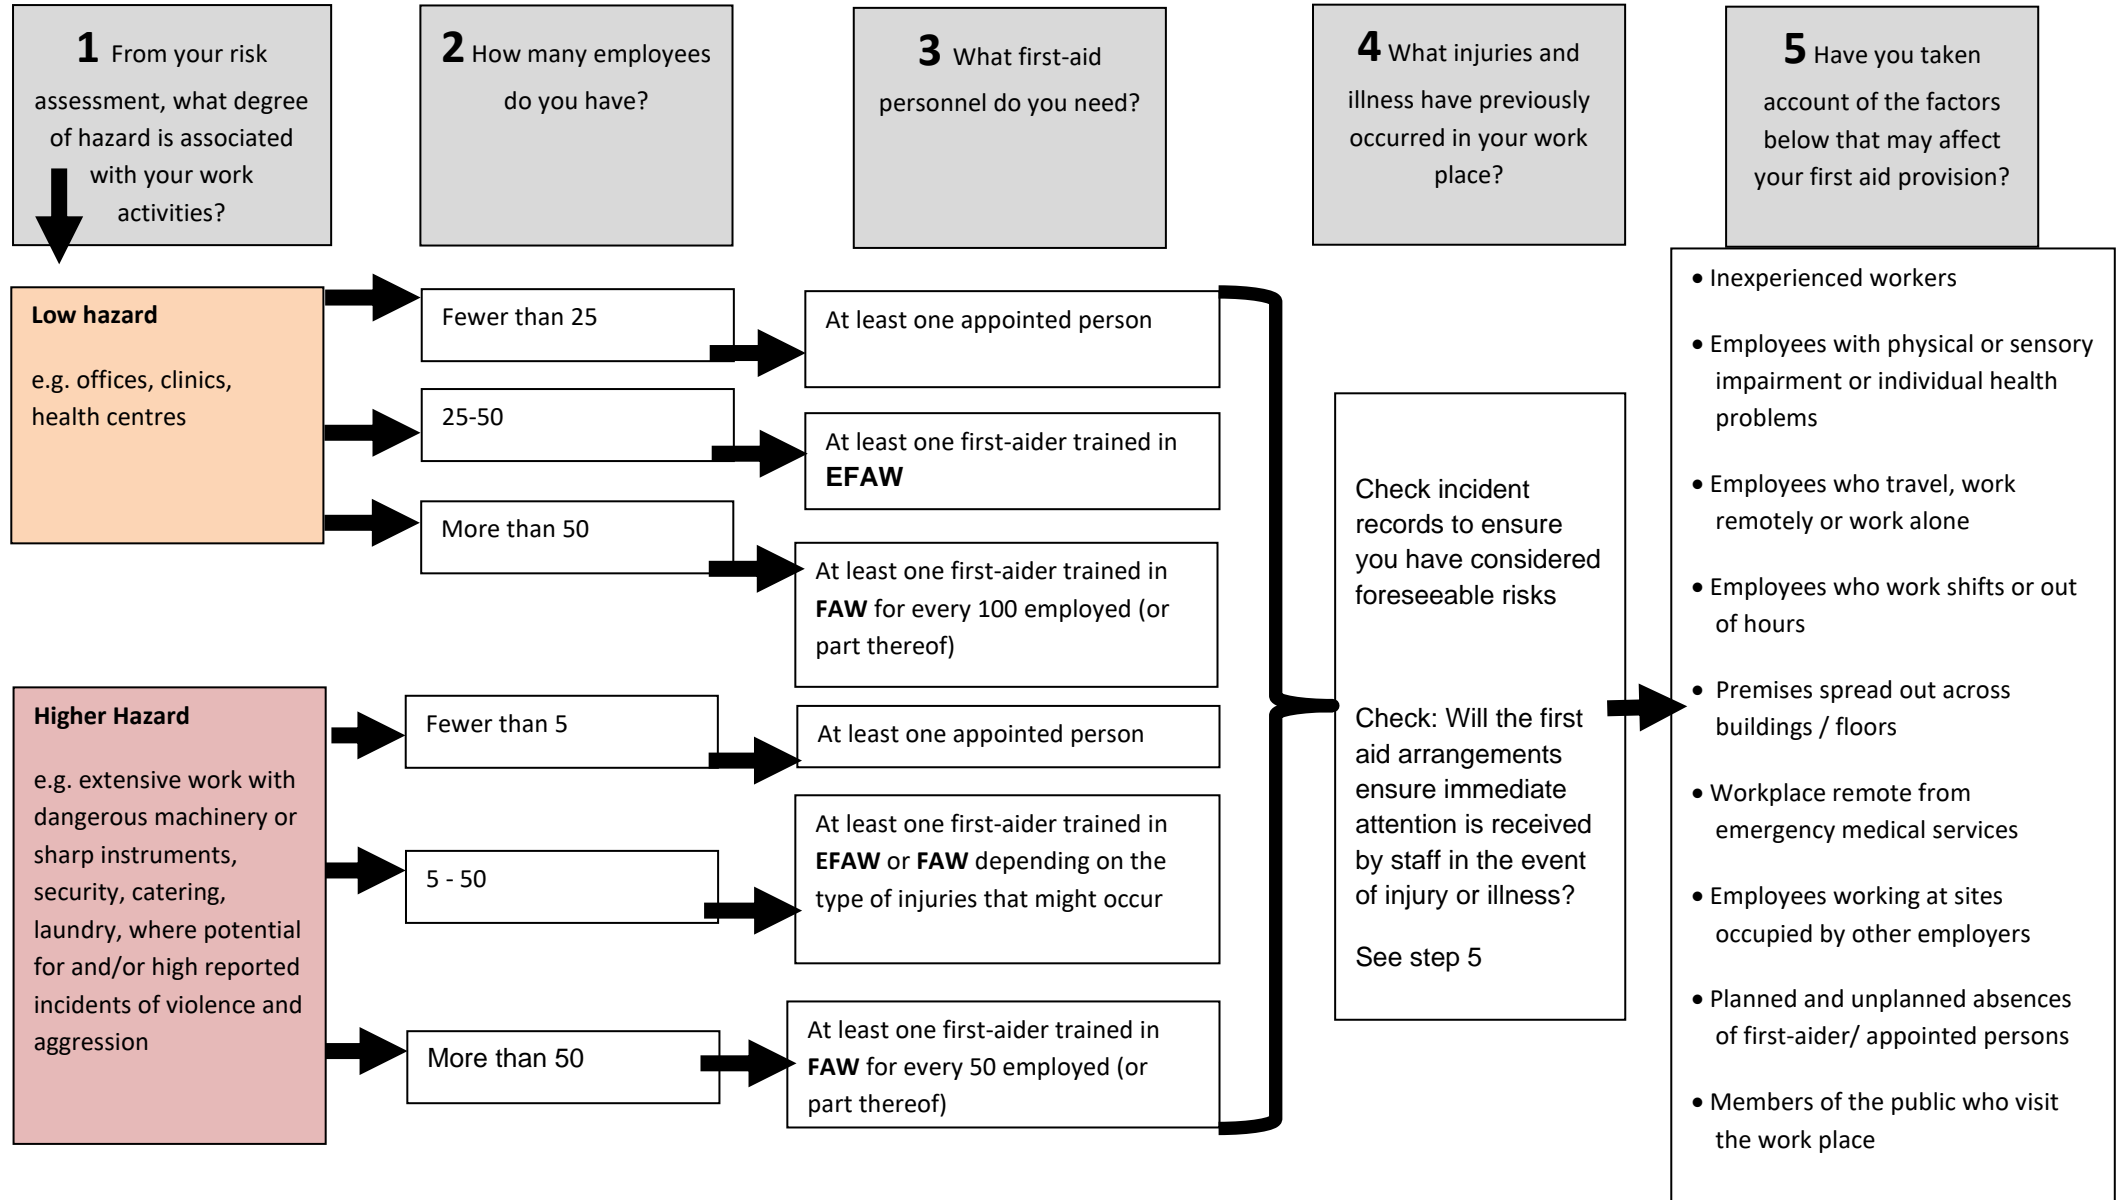 1 From your risk
assessment, what degree
of hazard is associated
with your work
activities?
2 How many employees
do you have?
3 What first-aid
personnel do you need?
4 What injuries and
illness have previously
occurred in your work
place?
5 Have you taken
account of the factors
below that may affect
your first aid provision?
Low hazard
e.g. offices, clinics,
health centres
Fewer than 25
At least one appointed person
25-50
At least one first-aider trained in
EFAW
More than 50
At least one first-aider trained in
FAW for every 100 employed (or
part thereof)
Higher Hazard
e.g. extensive work with
dangerous machinery or
sharp instruments,
security, catering,
laundry, where potential
for and/or high reported
incidents of violence and
aggression
Fewer than 5
At least one appointed person
5 - 50
At least one first-aider trained in
EFAW or FAW depending on the
type of injuries that might occur
More than 50
At least one first-aider trained in
FAW for every 50 employed (or
part thereof)
Check incident
records to ensure
you have considered
foreseeable risks
Check: Will the first
aid arrangements
ensure immediate
attention is received
by staff in the event
of injury or illness?
See step 5
• Inexperienced workers
• Employees with physical or sensory
impairment or individual health
problems
• Employees who travel, work
remotely or work alone
• Employees who work shifts or out
of hours
• Premises spread out across
buildings / floors
• Workplace remote from
emergency medical services
• Employees working at sites
occupied by other employers
• Planned and unplanned absences
of first-aider/ appointed persons
• Members of the public who visit
the work place